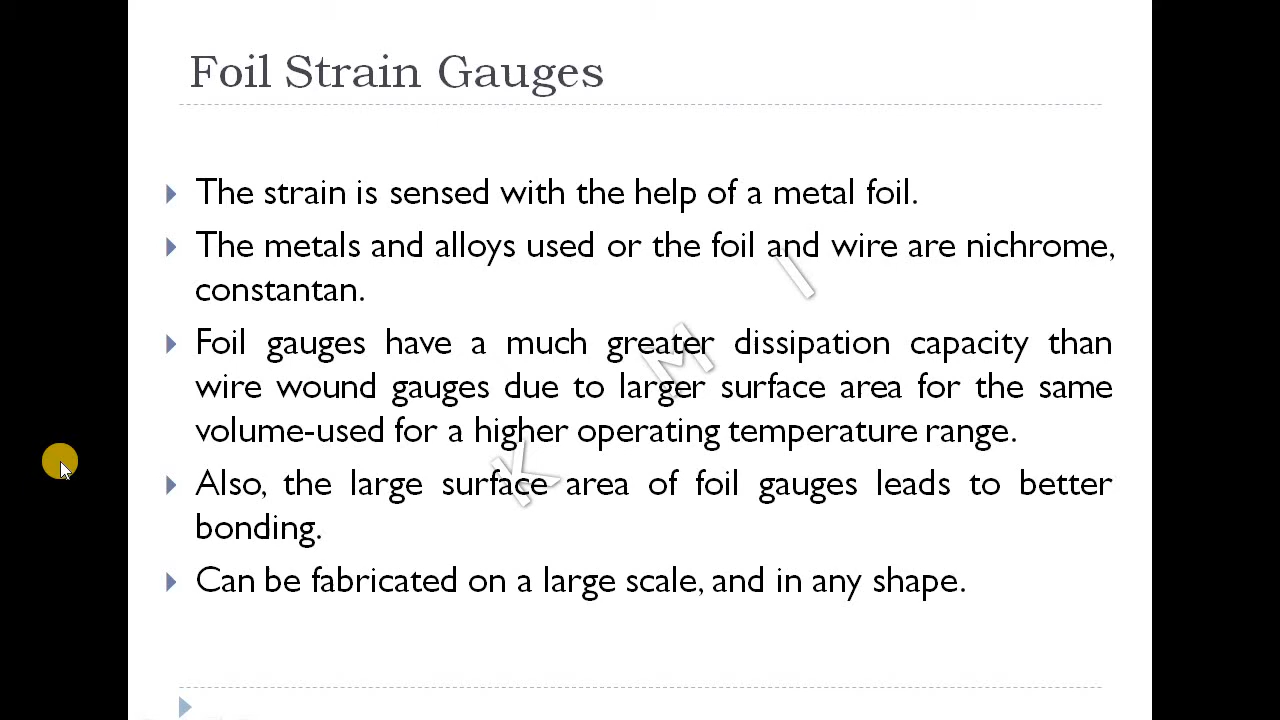 Foil Strain Gauges
The strain is sensed with the help of a metal foil.
The metals and alloys used or the foil and wire are nichrome,
constantan.
Foil gauges have a much greater dissipation capacity than
wire wound gauges due to larger surface area for the same
volume-used for a higher operating temperature range.
Also, the large surface area of foil gauges leads to better
bonding.
Can be fabricated on a large scale, and in any shape.
K M I